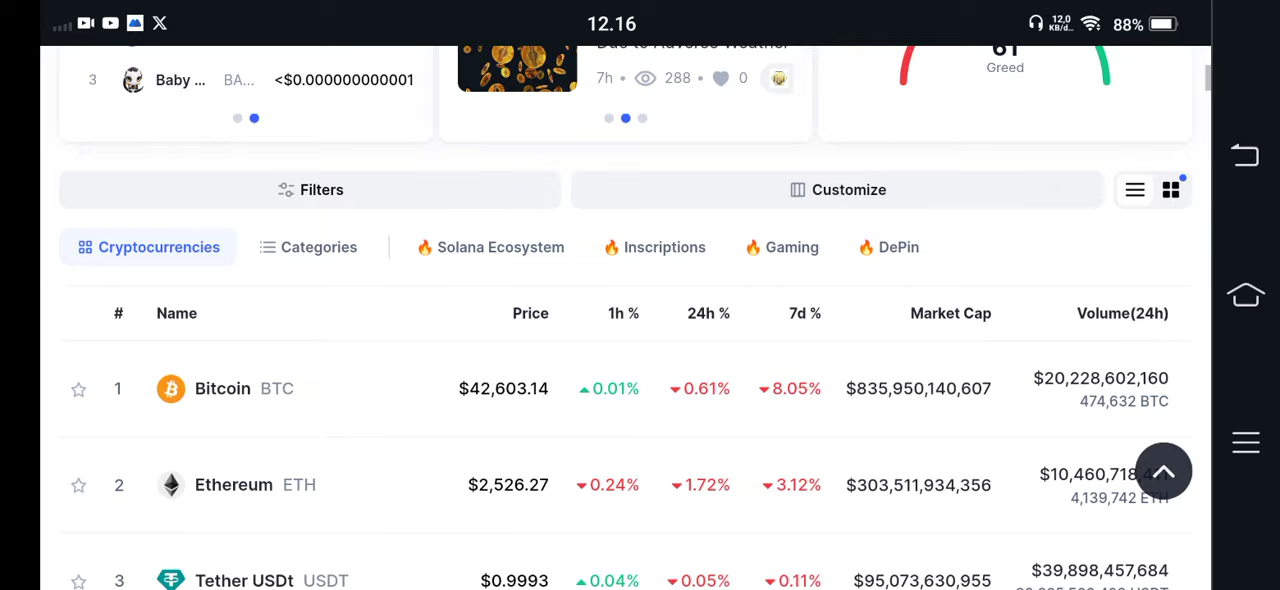 12.16
12,0
KB/d...
88%
61
Greed
3 Baby ... BA... <$0.000000000001
7h • 288 • 0
Filters
Customize
Cryptocurrencies
Categories
Solana Ecosystem
Inscriptions
Gaming
DePin
# Name Price 1h % 24h % 7d % Market Cap Volume(24h)
1 Bitcoin BTC $42,603.14 0.01% 0.61% 8.05% $835,950,140,607 $20,228,602,160
474,632 BTC
2 Ethereum ETH $2,526.27 0.24% 1.72% 3.12% $303,511,934,356 $10,460,718,
4,139,742 ETH
3 Tether USDt USDT $0.9993 0.04% 0.05% 0.11% $95,073,630,955 $39,898,457,684